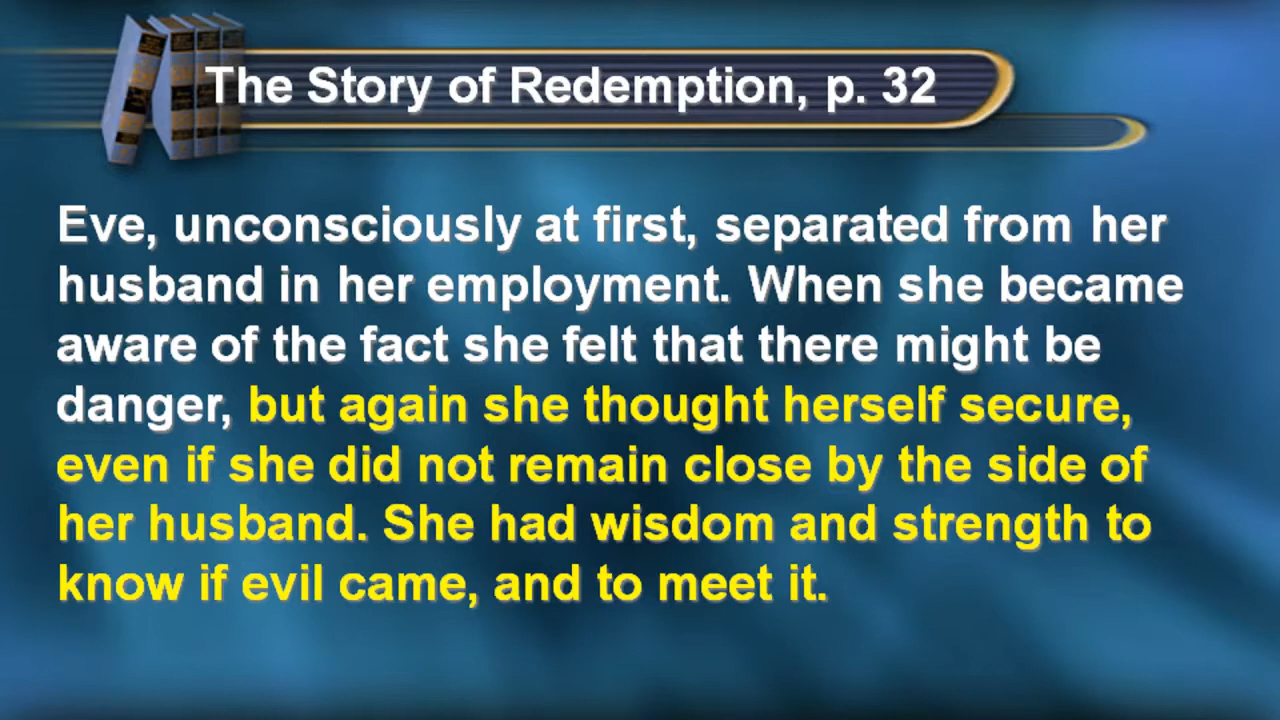 The Story of Redemption, p. 32
Eve, unconsciously at first, separated from her
husband in her employment. When she became
aware of the fact she felt that there might be
danger, but again she thought herself secure,
even if she did not remain close by the side of
her husband. She had wisdom and strength to
know if evil came, and to meet it.